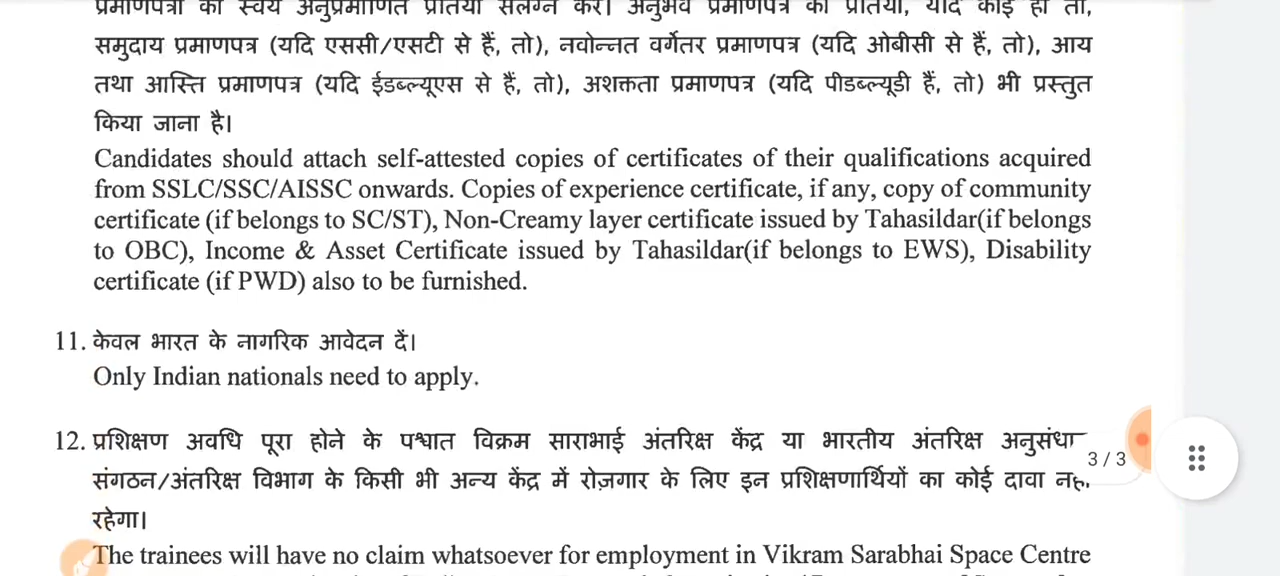 प्रमाणपत्रों की स्वयं अनुप्रमाणित प्रतियां संलग्न करें। अनुभव प्रमाणपत्र की प्रतियां, यदि कोई हो तो,
समुदाय प्रमाणपत्र (यदि एससी/एसटी से हैं, तो), नवोन्नत वर्गेतर प्रमाणपत्र (यदि ओबीसी से हैं, तो), आय
तथा आस्ति प्रमाणपत्र (यदि ईडब्ल्यूएस से हैं, तो), अशक्तता प्रमाणपत्र (यदि पीडब्ल्यूडी हैं, तो) भी प्रस्तुत
किया जाना है।
Candidates should attach self-attested copies of certificates of their qualifications acquired
from SSLC/SSC/AISSC onwards. Copies of experience certificate, if any, copy of community
certificate (if belongs to SC/ST), Non-Creamy layer certificate issued by Tahasildar(if belongs
to OBC), Income & Asset Certificate issued by Tahasildar(if belongs to EWS), Disability
certificate (if PWD) also to be furnished.
11. केवल भारत के नागरिक आवेदन दें।
Only Indian nationals need to apply.
12. प्रशिक्षण अवधि पूरा होने के पश्चात विक्रम साराभाई अंतरिक्ष केंद्र या भारतीय अंतरिक्ष
3 / 3
संगठन/अंतरिक्ष विभाग के किसी भी अन्य केंद्र में रोज़गार के लिए इन प्रशिक्षणार्थियों का कोई दावा
रहेगा।
The trainees will have no claim whatsoever for employment in Vikram Sarabhai Space Centre